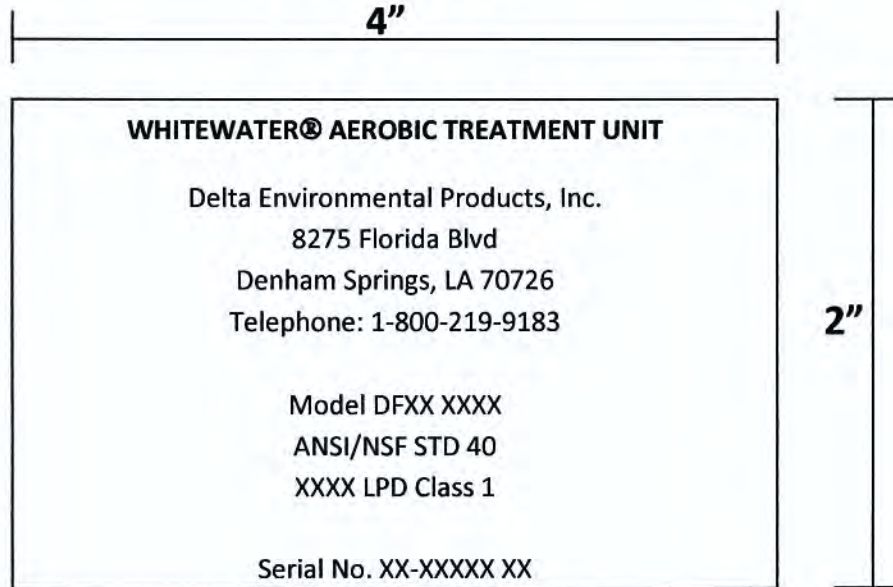 4”
WHITEWATER® AEROBIC TREATMENT UNIT
Delta Environmental Products, Inc.
8275 Florida Blvd
Denham Springs, LA 70726
Telephone: 1-800-219-9183
2”
Model DFXX XXXX
ANSI/NSF STD 40
XXXX LPD Class 1
Serial No. XX-XXXXX XX